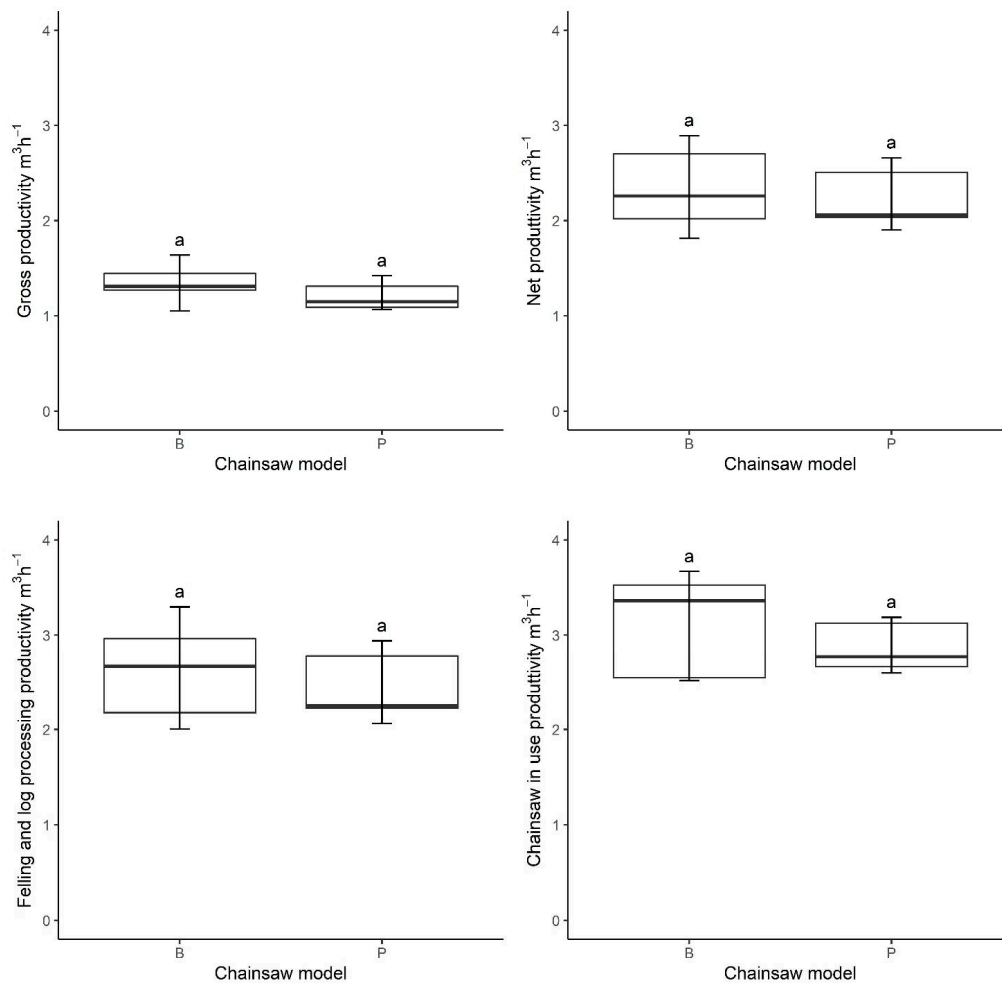 Gross productivity m³h⁻¹
4
3
2
1
0
a
a
B
P
Chainsaw model
Net produttivity m³h⁻¹
4
3
2
1
0
a
a
B
P
Chainsaw model
Felling and log processing productivity m³h⁻¹
4
3
2
1
0
a
a
B
P
Chainsaw model
Chainsaw in use produttivity m³h⁻¹
4
3
2
1
0
a
a
B
P
Chainsaw model